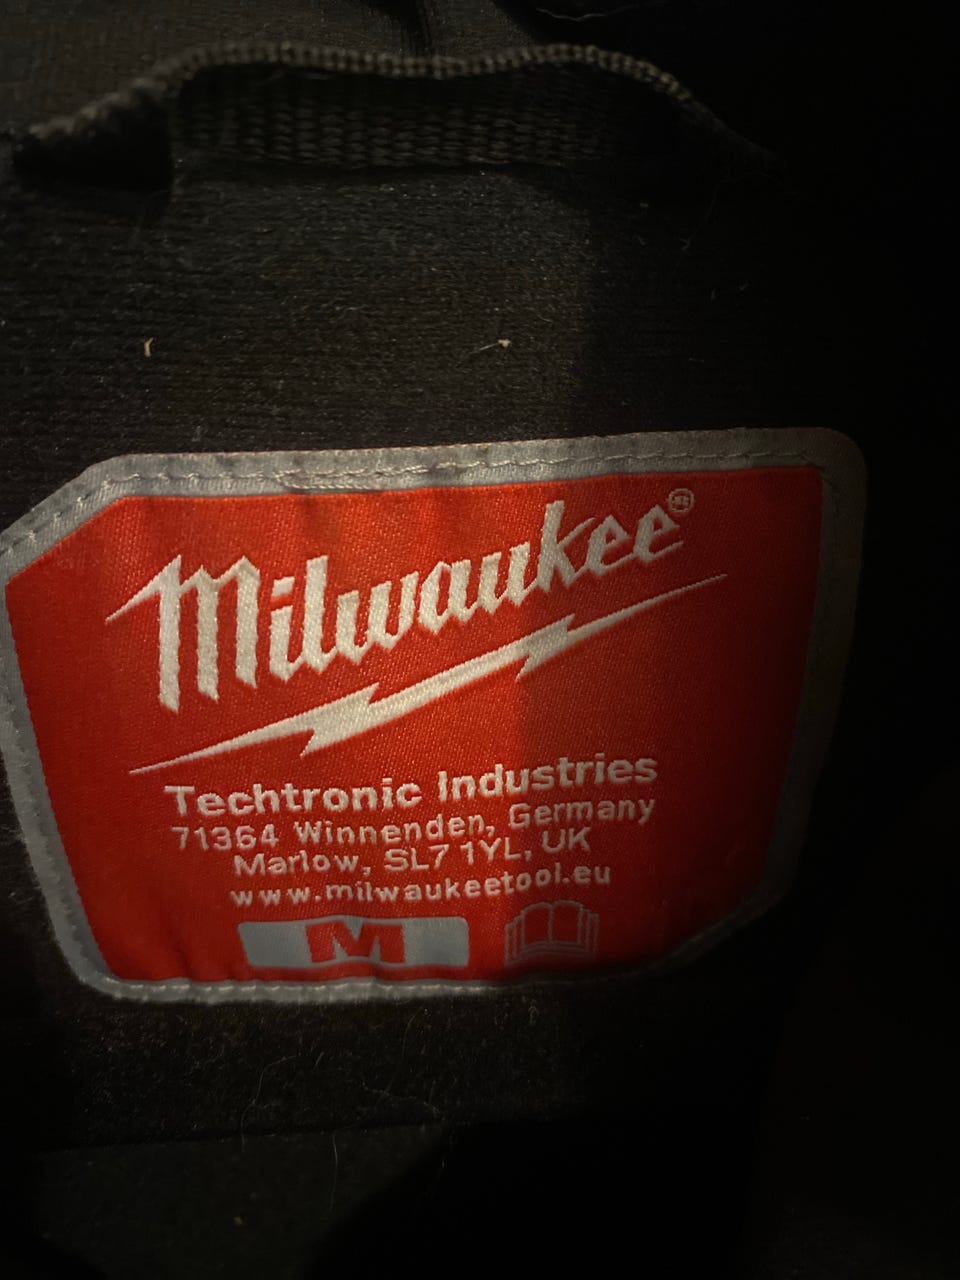 Milwaukee®
Techtronic Industries
71364 Winnenden, Germany
Marlow, SL7 1YL, UK
www.milwaukeetool.eu
M